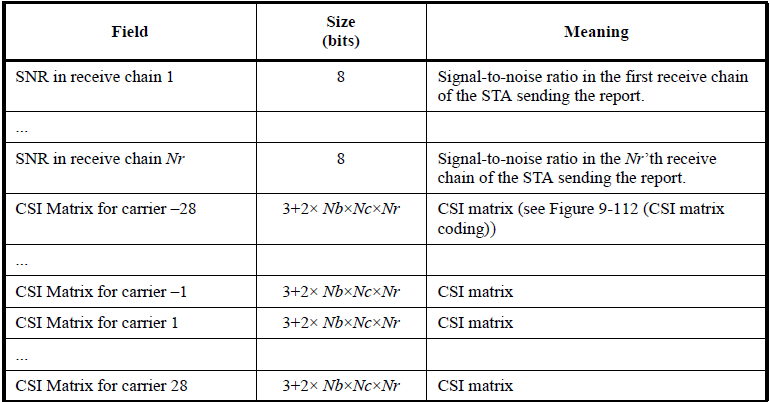 Field Size (bits) Meaning
SNR in receive chain 1 8 Signal-to-noise ratio in the first receive chain
of the STA sending the report.
...
SNR in receive chain Nr 8 Signal-to-noise ratio in the Nr’th receive
chain of the STA sending the report.
CSI Matrix for carrier –28 3+2× Nb×Nc×Nr CSI matrix (see Figure 9-112 (CSI matrix
coding))
...
CSI Matrix for carrier –1 3+2× Nb×Nc×Nr CSI matrix
CSI Matrix for carrier 1 3+2× Nb×Nc×Nr CSI matrix
...
CSI Matrix for carrier 28 3+2× Nb×Nc×Nr CSI matrix